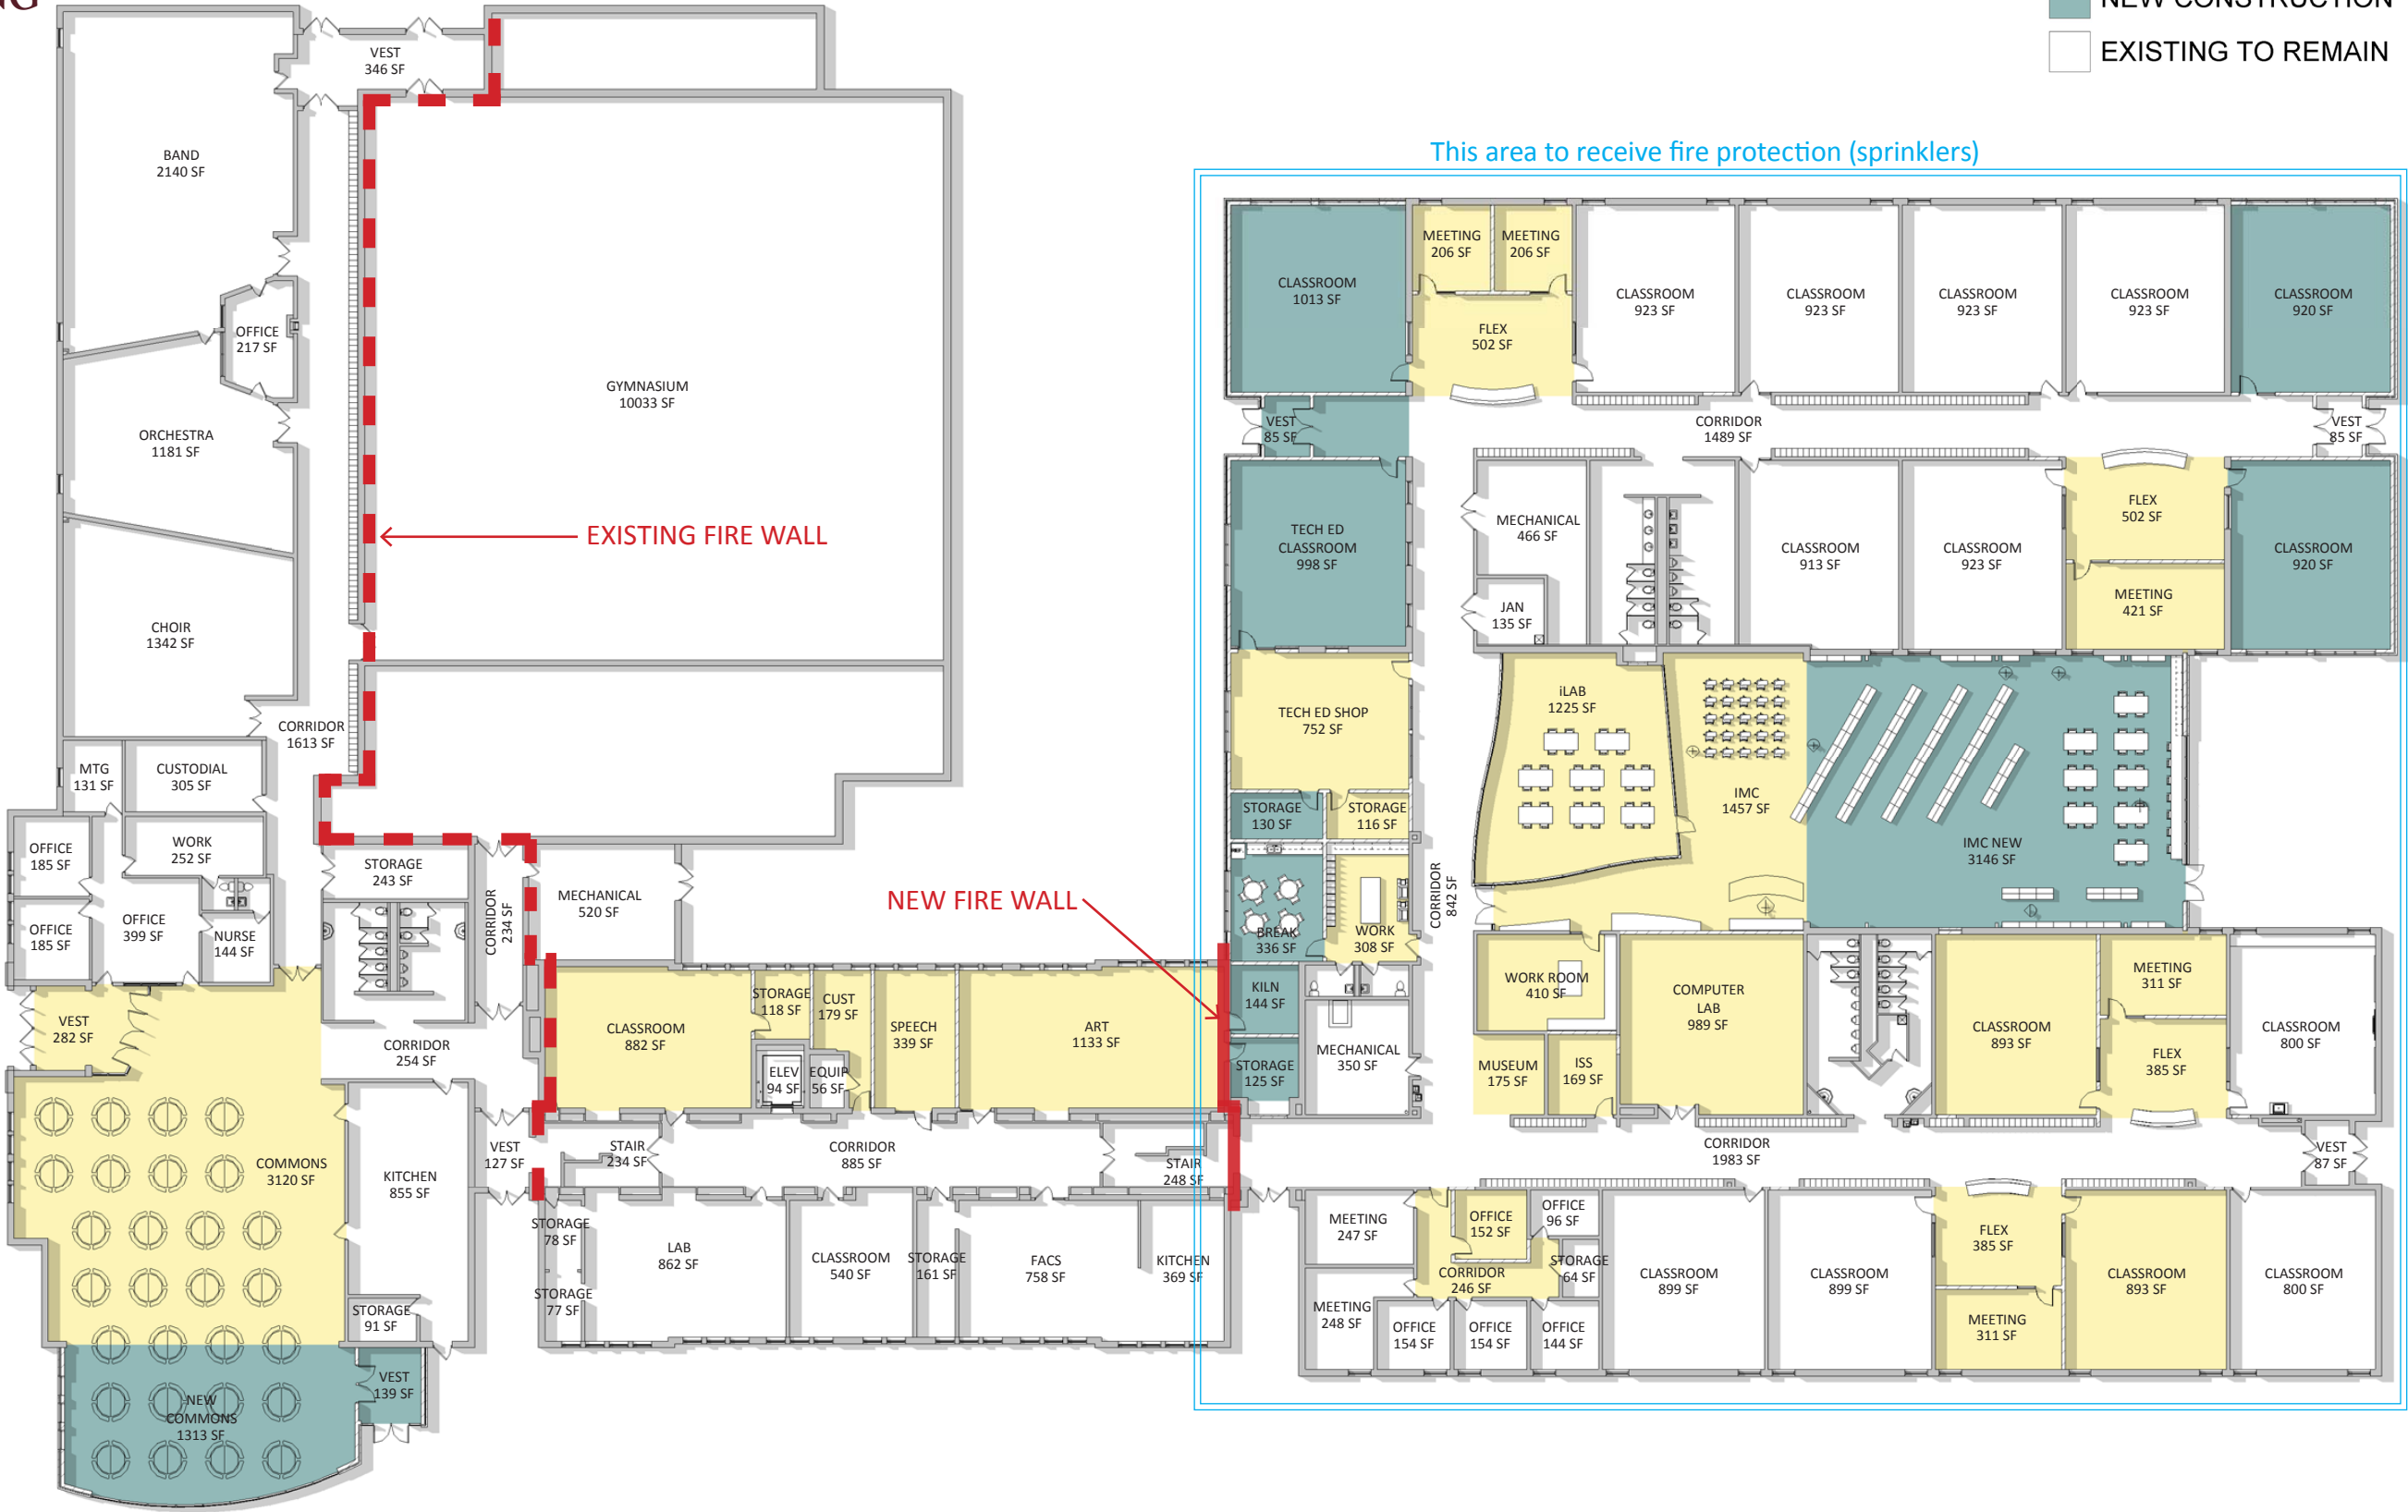 NG
NEW CONSTRUCTION
EXISTING TO REMAIN
This area to receive fire protection (sprinklers)
VEST
346 SF
BAND
2140 SF
OFFICE
217 SF
GYMNASIUM
10033 SF
ORCHESTRA
1181 SF
EXISTING FIRE WALL
CHOIR
1342 SF
CORRIDOR
1613 SF
MTG
131 SF
CUSTODIAL
305 SF
OFFICE
185 SF
WORK
252 SF
STORAGE
243 SF
CORRIDOR
234 SF
MECHANICAL
520 SF
OFFICE
185 SF
OFFICE
399 SF
NURSE
144 SF
NEW FIRE WALL
VEST
282 SF
CORRIDOR
254 SF
CLASSROOM
882 SF
STORAGE
118 SF
CUST
179 SF
SPEECH
339 SF
ART
1133 SF
ELEV
94 SF
EQUIP
56 SF
COMMONS
3120 SF
KITCHEN
855 SF
VEST
127 SF
STAIR
234 SF
CORRIDOR
885 SF
STAIR
248 SF
STORAGE
78 SF
LAB
862 SF
CLASSROOM
540 SF
STORAGE
161 SF
FACS
758 SF
KITCHEN
369 SF
STORAGE
77 SF
STORAGE
91 SF
VEST
139 SF
NEW
COMMONS
1313 SF
CLASSROOM
1013 SF
MEETING
206 SF
MEETING
206 SF
FLEX
502 SF
CLASSROOM
923 SF
CLASSROOM
923 SF
CLASSROOM
923 SF
CLASSROOM
923 SF
CLASSROOM
920 SF
VEST
85 SF
CORRIDOR
1489 SF
VEST
85 SF
TECH ED
CLASSROOM
998 SF
MECHANICAL
466 SF
JAN
135 SF
CLASSROOM
913 SF
CLASSROOM
923 SF
FLEX
502 SF
MEETING
421 SF
CLASSROOM
920 SF
TECH ED SHOP
752 SF
iLAB
1225 SF
IMC
1457 SF
IMC NEW
3146 SF
STORAGE
130 SF
STORAGE
116 SF
REF.
BREAK
336 SF
WORK
308 SF
CORRIDOR
842 SF
KILN
144 SF
STORAGE
125 SF
MECHANICAL
350 SF
WORK ROOM
410 SF
MUSEUM
175 SF
ISS
169 SF
COMPUTER
LAB
989 SF
CLASSROOM
893 SF
MEETING
311 SF
FLEX
385 SF
CLASSROOM
800 SF
CORRIDOR
1983 SF
VEST
87 SF
MEETING
247 SF
OFFICE
152 SF
OFFICE
96 SF
STORAGE
64 SF
CORRIDOR
246 SF
MEETING
248 SF
OFFICE
154 SF
OFFICE
154 SF
OFFICE
144 SF
CLASSROOM
899 SF
CLASSROOM
899 SF
FLEX
385 SF
MEETING
311 SF
CLASSROOM
893 SF
CLASSROOM
800 SF